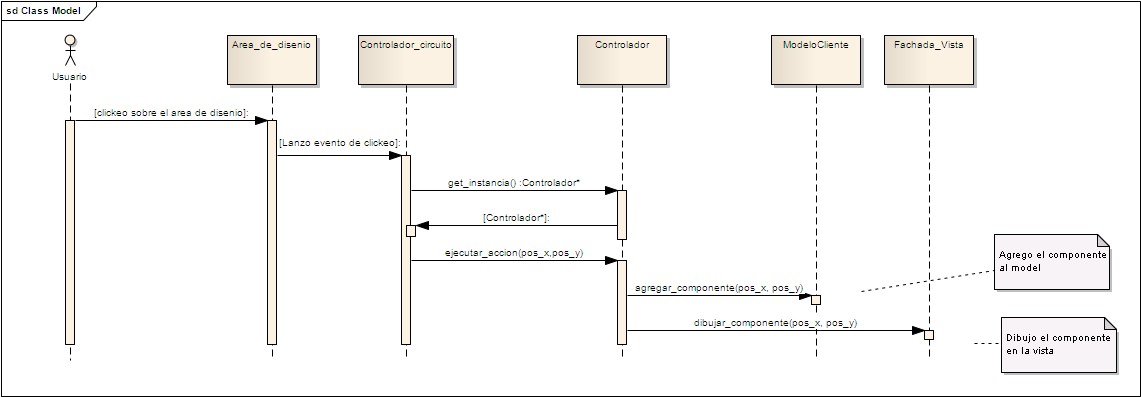 sd Class Model
Usuario
Area_de_disenio
Controlador_circuito
Controlador
ModeloCliente
Fachada_Vista
[clickeo sobre el area de disenio]:
[Lanzo evento de clickeo]:
get_instancia() :Controlador*
[Controlador*]:
ejecutar_accion(pos_x,pos_y)
Agrego el componente
al model
agregar_componente(pos_x, pos_y)
dibujar_componente(pos_x, pos_y)
Dibujo el componente
en la vista